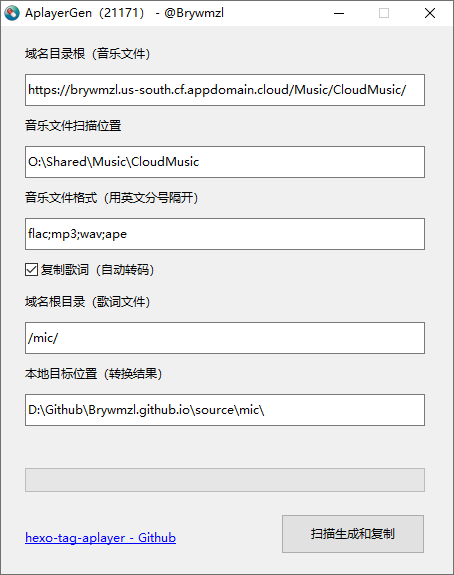 AplayerGen（21171） - @Brywmzl
域名目录根（音乐文件）
https://brywmzl.us-south.cf.appdomain.cloud/Music/CloudMusic/
音乐文件扫描位置
O:\Shared\Music\CloudMusic
音乐文件格式（用英文分号隔开）
flac;mp3;wav;ape
复制歌词（自动转码）
域名根目录（歌词文件）
/mic/
本地目标位置（转换结果）
D:\Github\Brywmzl.github.io\source\mic\
hexo-tag-aplayer - Github
扫描生成和复制